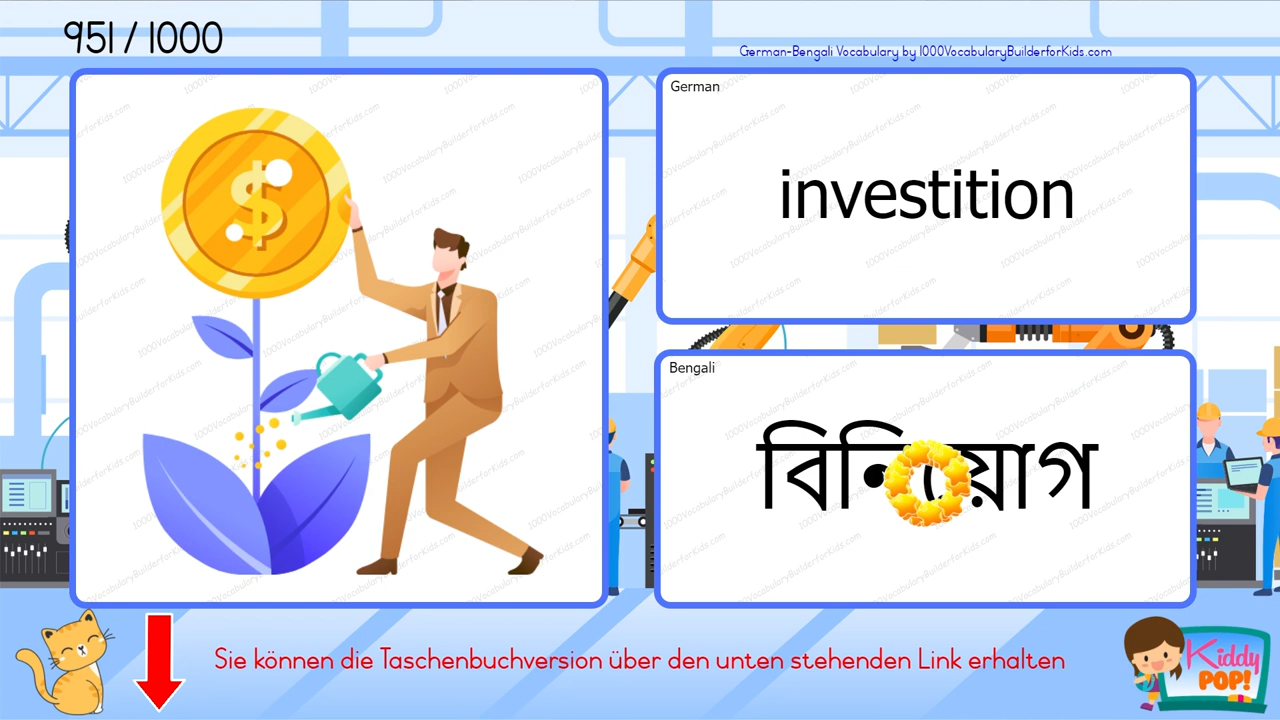 951 / 1000
German-Bengali Vocabulary by 1000VocabularyBuilderforKids.com
German
investition
Bengali
বিনিয়োগ
Sie können die Taschenbuchversion über den unten stehenden Link erhalten
Kiddy
POP!